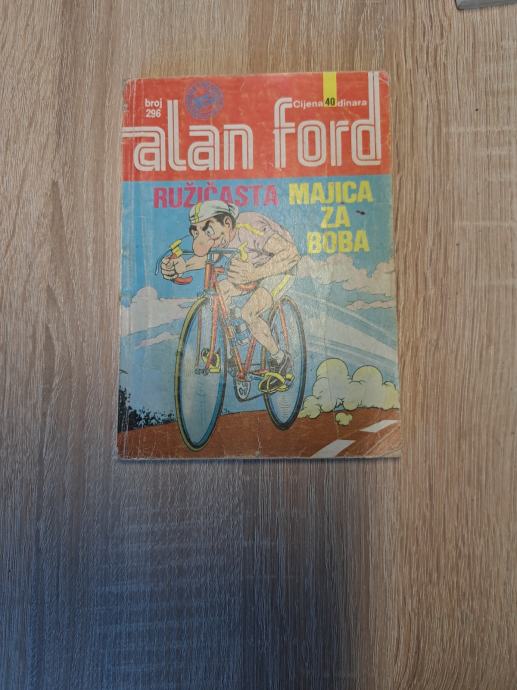 broj
296
Cijena 40 dinara
alan ford
RUŽIČASTA MAJICA
ZA
BOBA